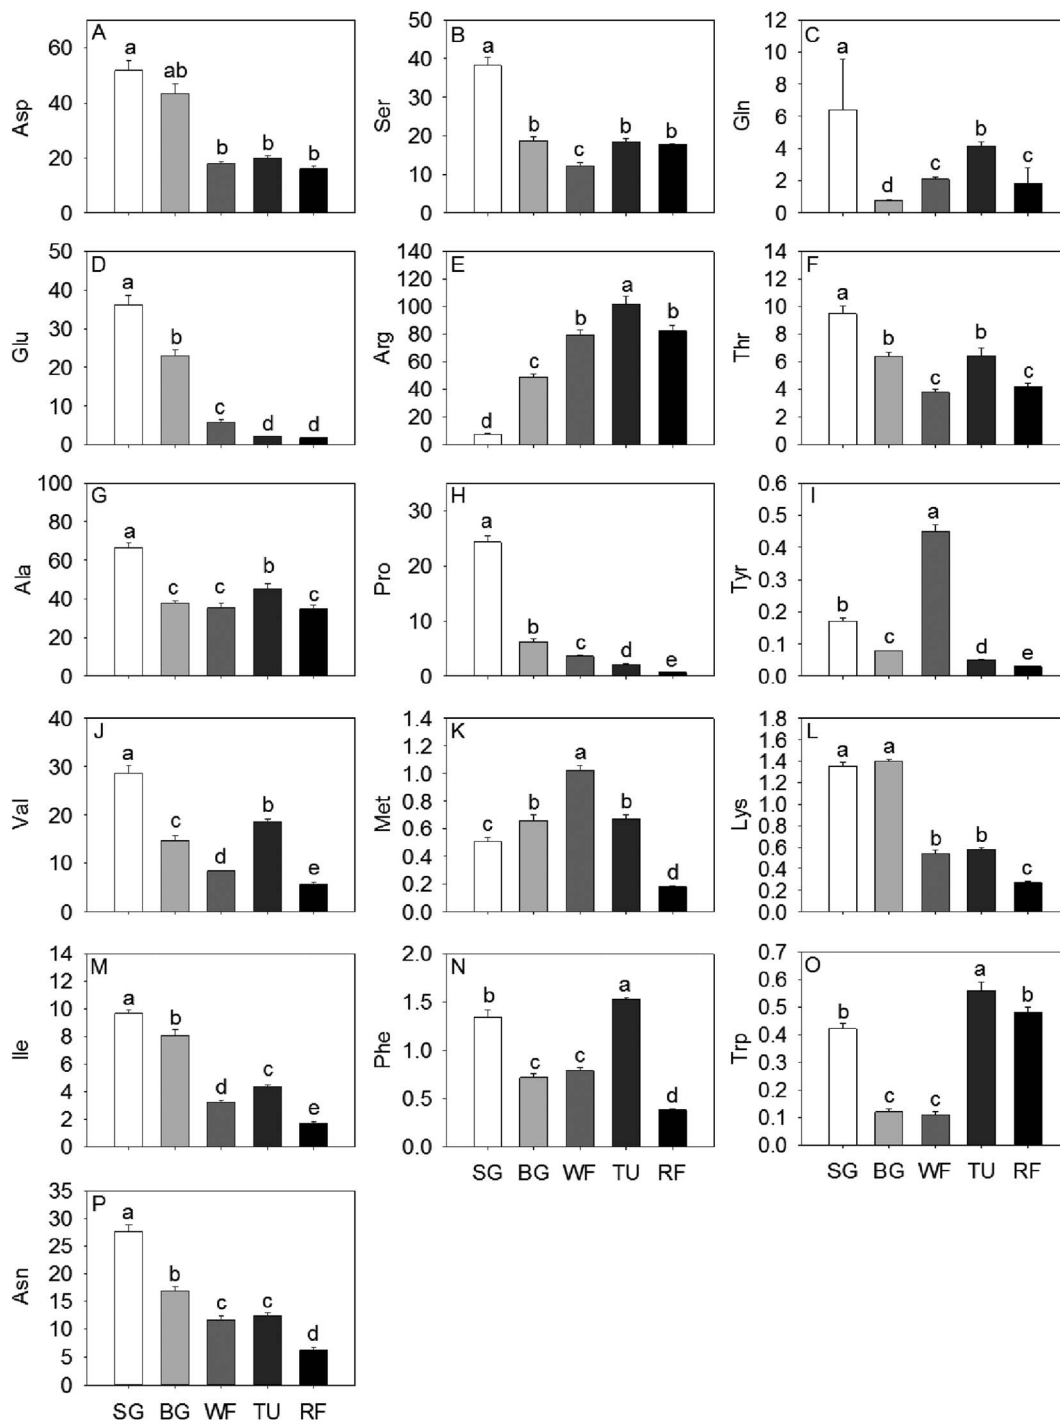 A
Asp
60
40
20
0
a
ab
b
b
b
B
Ser
50
40
30
20
10
0
a
b
c
b
b
C
Gln
12
10
8
6
4
2
0
a
d
c
b
c
D
Glu
50
40
30
20
10
0
a
b
c
d
d
E
Arg
140
120
100
80
60
40
20
0
d
c
b
a
b
F
Thr
14
12
10
8
6
4
2
0
a
b
c
b
c
G
Ala
100
80
60
40
20
0
a
c
c
b
c
H
Pro
30
20
10
0
a
b
c
d
e
I
Tyr
0.6
0.5
0.4
0.3
0.2
0.1
0.0
b
c
a
d
e
J
Val
40
30
20
10
0
a
c
d
b
e
K
Met
1.4
1.2
1.0
0.8
0.6
0.4
0.2
0.0
c
b
a
b
d
L
Lys
1.8
1.6
1.4
1.2
1.0
0.8
0.6
0.4
0.2
0.0
a
a
b
b
c
M
Ile
14
12
10
8
6
4
2
0
a
b
d
c
e
N
Phe
2.0
1.5
1.0
0.5
0.0
b
c
c
a
d
SG BG WF TU RF
O
Trp
0.7
0.6
0.5
0.4
0.3
0.2
0.1
0.0
b
c
c
a
b
SG BG WF TU RF
P
Asn
35
30
25
20
15
10
5
0
a
b
c
c
d
SG BG WF TU RF